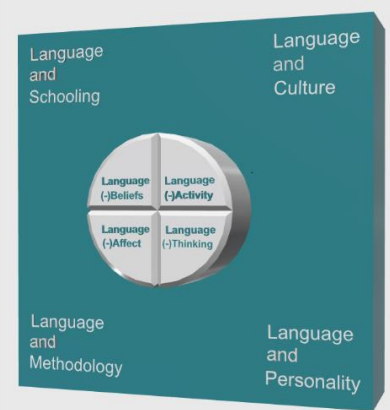 Language
and
Schooling
Language
and
Culture
Language
(-)Beliefs
Language
(-)Activity
Language
(-)Affect
Language
(-)Thinking
Language
and
Methodology
Language
and
Personality